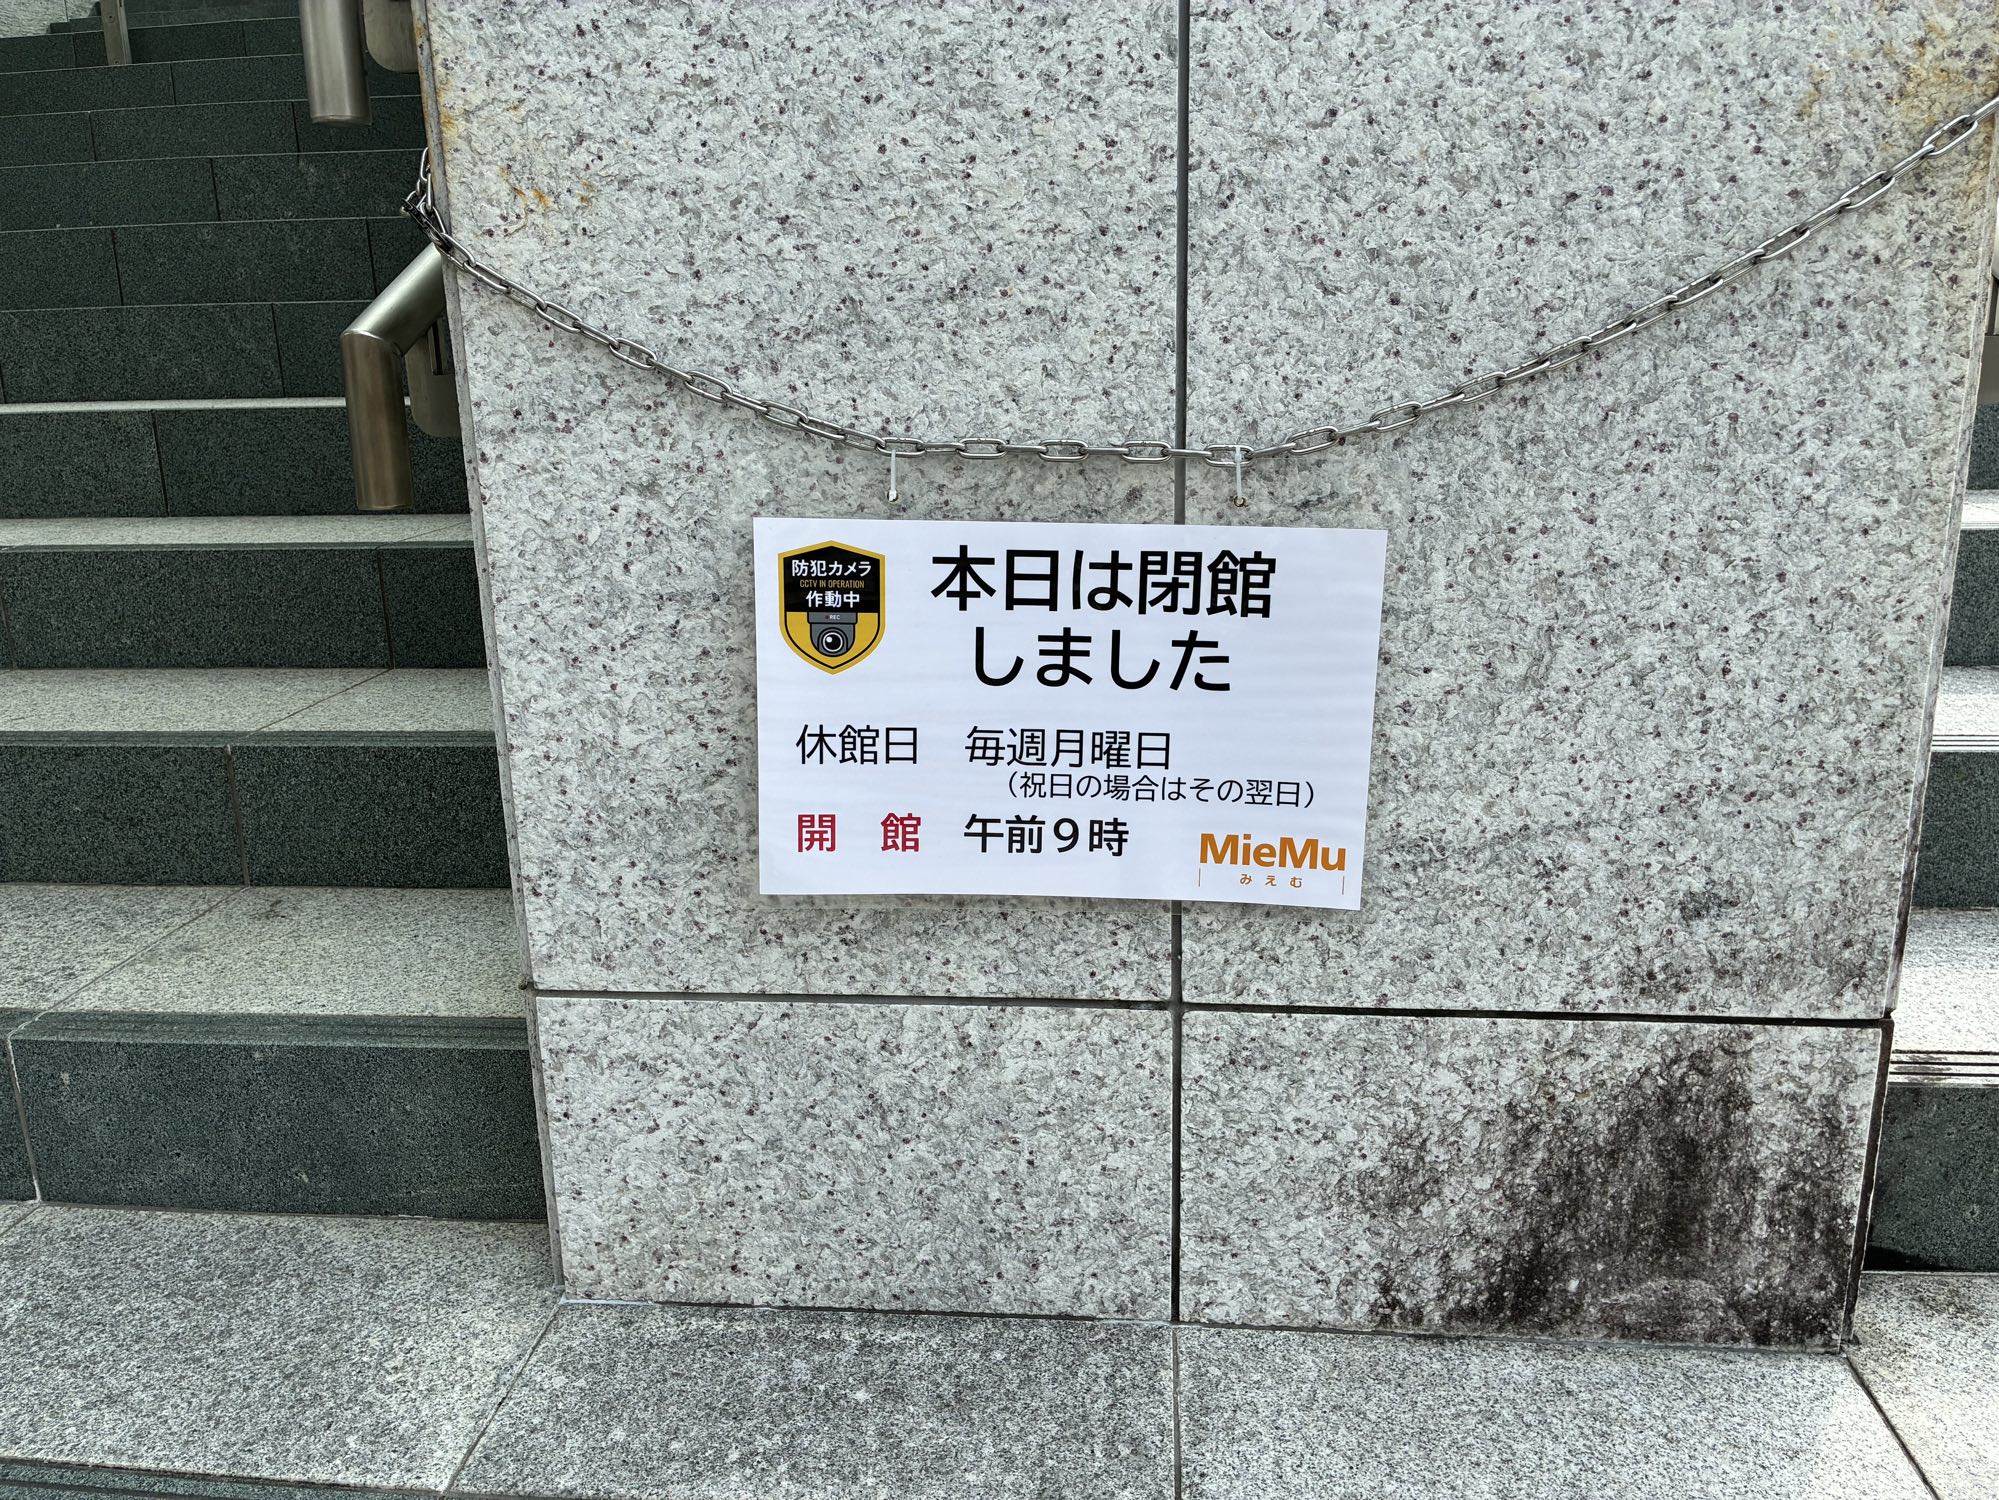 防犯カメラ
CCTV IN OPERATION
作動中
REC
本日は閉館
しました
休館日 毎週月曜日
（祝日の場合はその翌日）
開 館 午前９時
MieMu
みえむ